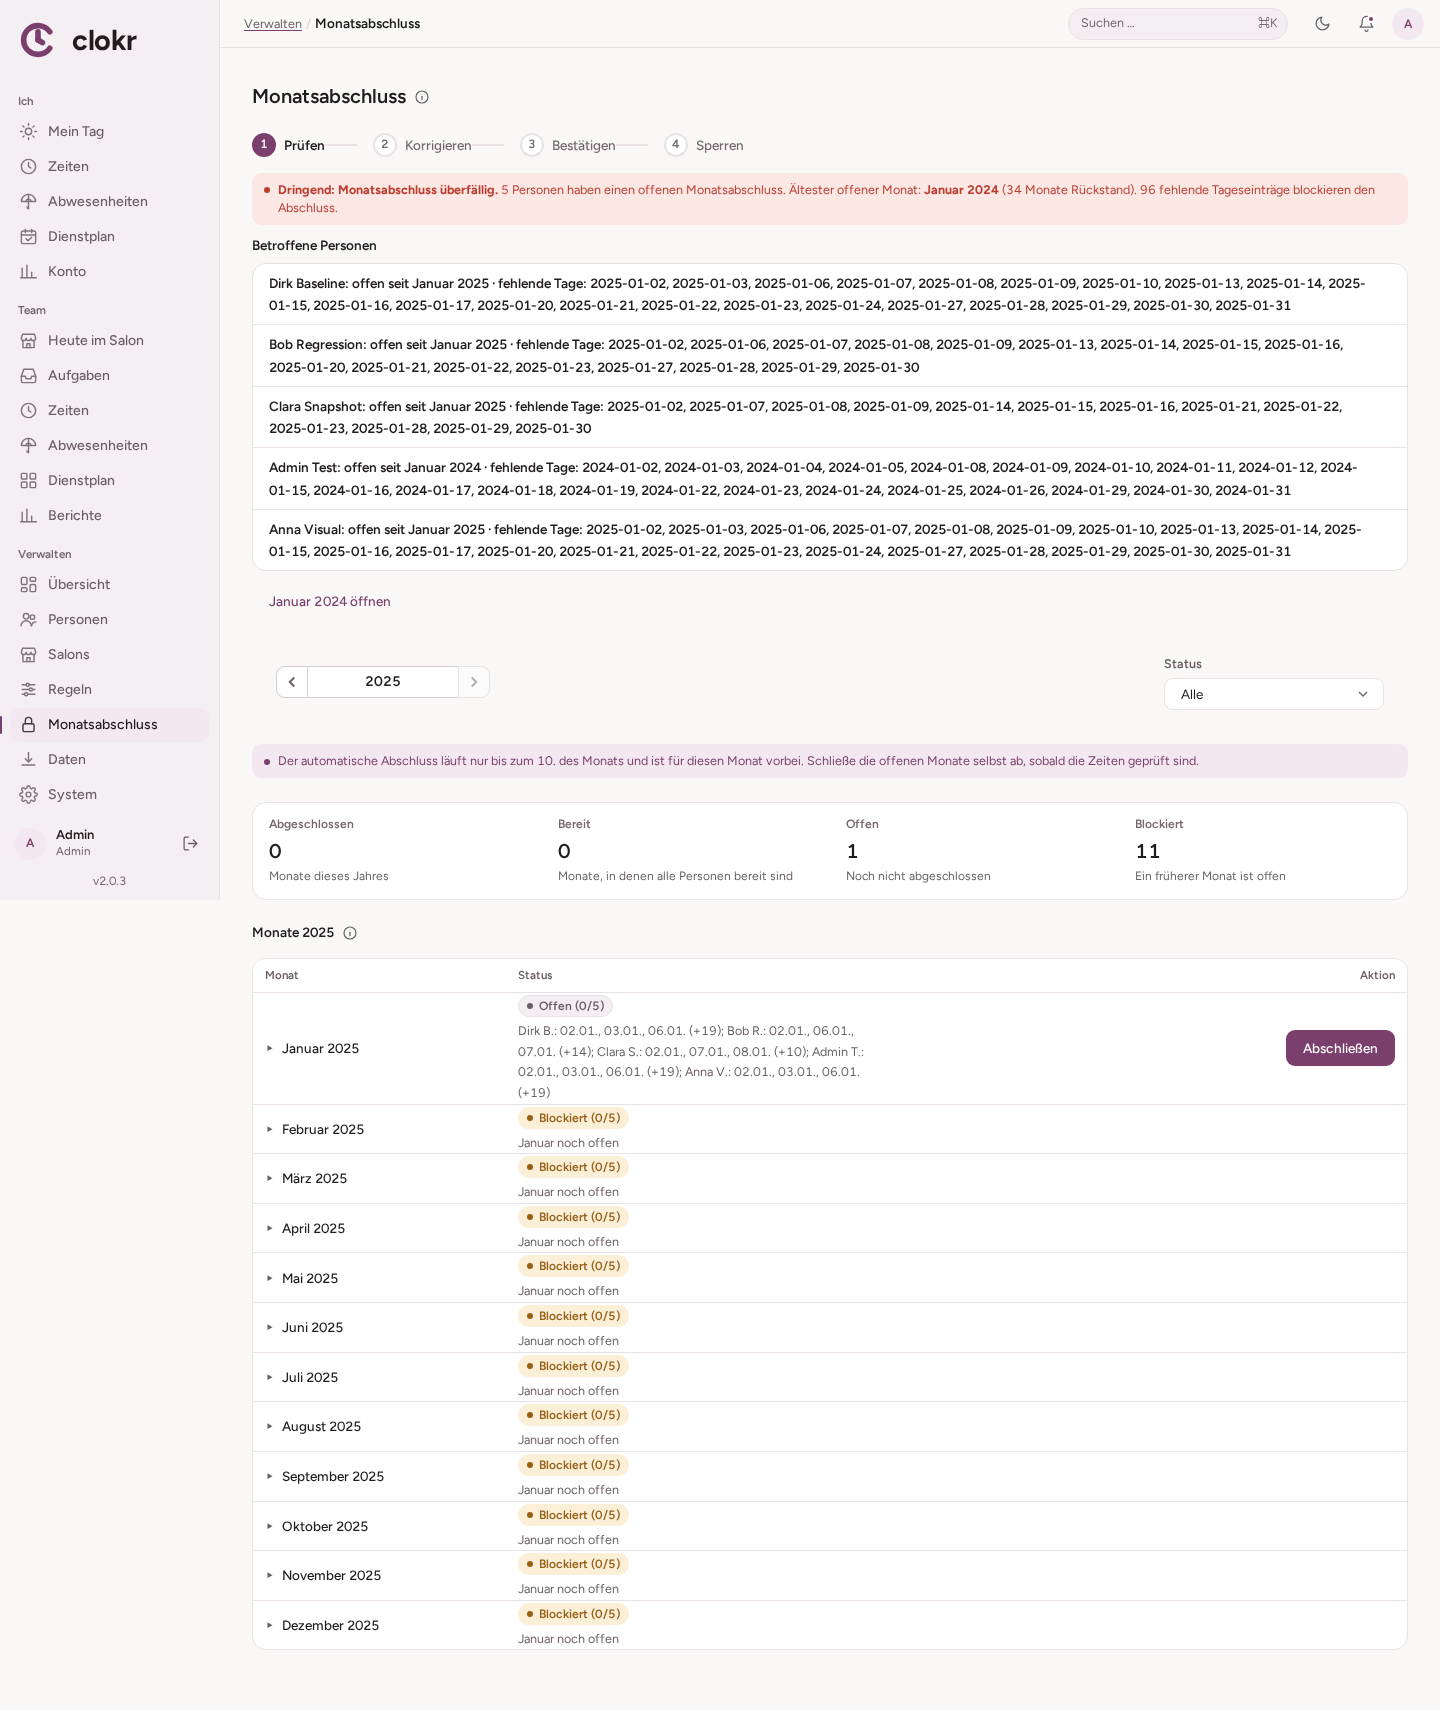 clokr
Ich
Mein Tag
Zeiten
Abwesenheiten
Dienstplan
Konto
Team
Heute im Salon
Aufgaben
Zeiten
Abwesenheiten
Dienstplan
Berichte
Verwalten
Übersicht
Personen
Salons
Regeln
Monatsabschluss
Daten
System
A
Admin
Admin
v2.0.3
Verwalten / Monatsabschluss
Suchen ... ⌘K
A
Monatsabschluss
1 Prüfen 2 Korrigieren 3 Bestätigen 4 Sperren
Dringend: Monatsabschluss überfällig. 5 Personen haben einen offenen Monatsabschluss. Ältester offener Monat: Januar 2024 (34 Monate Rückstand). 96 fehlende Tageseinträge blockieren den
Abschluss.
Betroffene Personen
Dirk Baseline: offen seit Januar 2025 · fehlende Tage: 2025-01-02, 2025-01-03, 2025-01-06, 2025-01-07, 2025-01-08, 2025-01-09, 2025-01-10, 2025-01-13, 2025-01-14, 2025-
01-15, 2025-01-16, 2025-01-17, 2025-01-20, 2025-01-21, 2025-01-22, 2025-01-23, 2025-01-24, 2025-01-27, 2025-01-28, 2025-01-29, 2025-01-30, 2025-01-31
Bob Regression: offen seit Januar 2025 · fehlende Tage: 2025-01-02, 2025-01-06, 2025-01-07, 2025-01-08, 2025-01-09, 2025-01-13, 2025-01-14, 2025-01-15, 2025-01-16,
2025-01-20, 2025-01-21, 2025-01-22, 2025-01-23, 2025-01-27, 2025-01-28, 2025-01-29, 2025-01-30
Clara Snapshot: offen seit Januar 2025 · fehlende Tage: 2025-01-02, 2025-01-07, 2025-01-08, 2025-01-09, 2025-01-14, 2025-01-15, 2025-01-16, 2025-01-21, 2025-01-22,
2025-01-23, 2025-01-28, 2025-01-29, 2025-01-30
Admin Test: offen seit Januar 2024 · fehlende Tage: 2024-01-02, 2024-01-03, 2024-01-04, 2024-01-05, 2024-01-08, 2024-01-09, 2024-01-10, 2024-01-11, 2024-01-12, 2024-
01-15, 2024-01-16, 2024-01-17, 2024-01-18, 2024-01-19, 2024-01-22, 2024-01-23, 2024-01-24, 2024-01-25, 2024-01-26, 2024-01-29, 2024-01-30, 2024-01-31
Anna Visual: offen seit Januar 2025 · fehlende Tage: 2025-01-02, 2025-01-03, 2025-01-06, 2025-01-07, 2025-01-08, 2025-01-09, 2025-01-10, 2025-01-13, 2025-01-14, 2025-
01-15, 2025-01-16, 2025-01-17, 2025-01-20, 2025-01-21, 2025-01-22, 2025-01-23, 2025-01-24, 2025-01-27, 2025-01-28, 2025-01-29, 2025-01-30, 2025-01-31
Januar 2024 öffnen
2025
Status
Alle
Der automatische Abschluss läuft nur bis zum 10. des Monats und ist für diesen Monat vorbei. Schließe die offenen Monate selbst ab, sobald die Zeiten geprüft sind.
Abgeschlossen
0
Monate dieses Jahres
Bereit
0
Monate, in denen alle Personen bereit sind
Offen
1
Noch nicht abgeschlossen
Blockiert
11
Ein früherer Monat ist offen
Monate 2025
Monat Status Aktion
Januar 2025
Offen (0/5)
Dirk B.: 02.01., 03.01., 06.01. (+19); Bob R.: 02.01., 06.01.,
07.01. (+14); Clara S.: 02.01., 07.01., 08.01. (+10); Admin T.:
02.01., 03.01., 06.01. (+19); Anna V.: 02.01., 03.01., 06.01.
(+19)
Abschließen
Februar 2025
Blockiert (0/5)
Januar noch offen
März 2025
Blockiert (0/5)
Januar noch offen
April 2025
Blockiert (0/5)
Januar noch offen
Mai 2025
Blockiert (0/5)
Januar noch offen
Juni 2025
Blockiert (0/5)
Januar noch offen
Juli 2025
Blockiert (0/5)
Januar noch offen
August 2025
Blockiert (0/5)
Januar noch offen
September 2025
Blockiert (0/5)
Januar noch offen
Oktober 2025
Blockiert (0/5)
Januar noch offen
November 2025
Blockiert (0/5)
Januar noch offen
Dezember 2025
Blockiert (0/5)
Januar noch offen